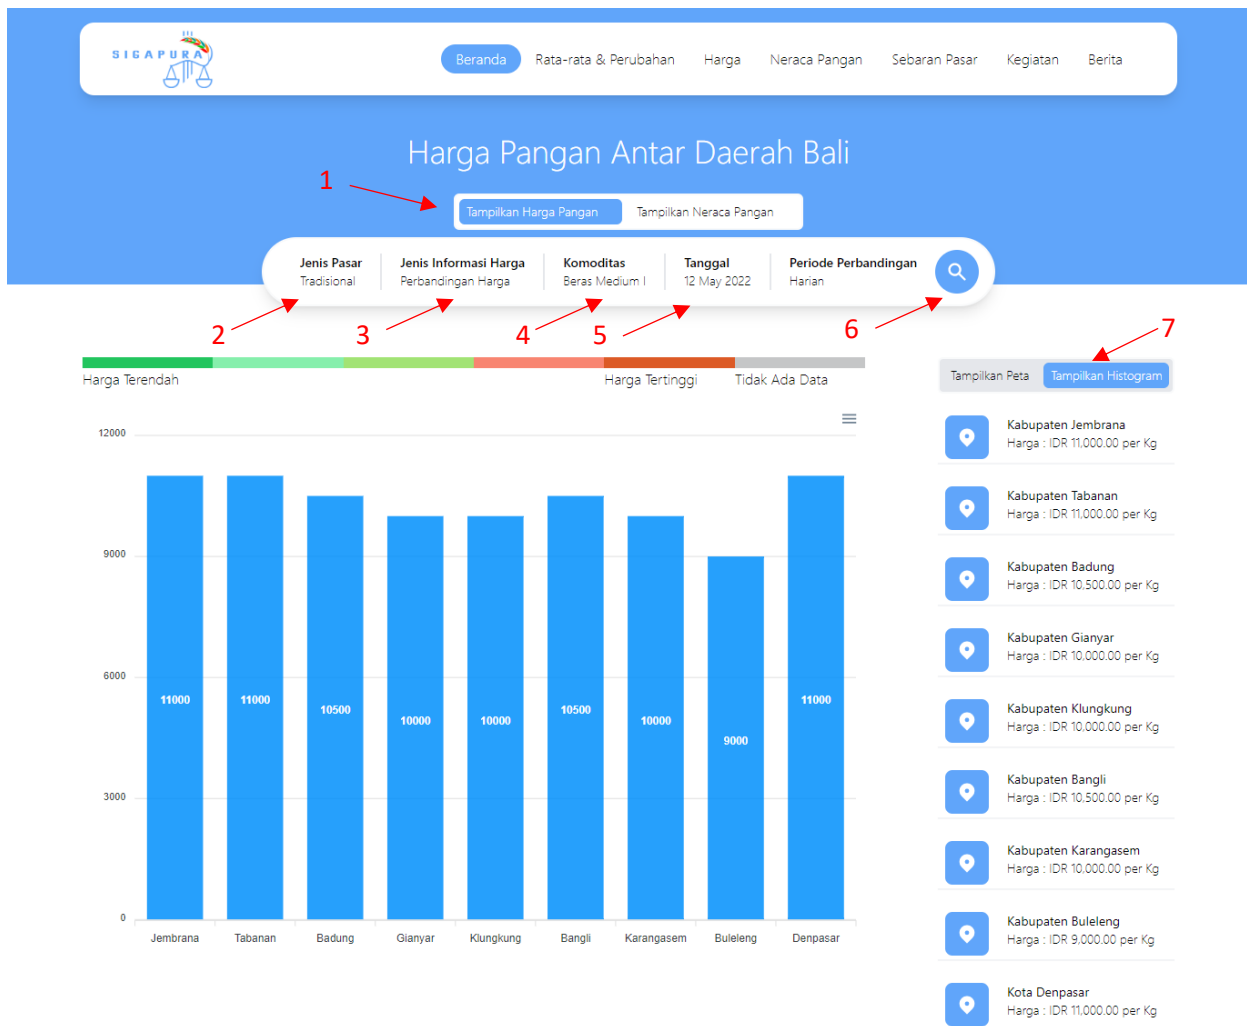 SIGAPURA
Beranda Rata-rata & Perubahan Harga Neraca Pangan Sebaran Pasar Kegiatan Berita
Harga Pangan Antar Daerah Bali
1
Tampilkan Harga Pangan Tampilkan Neraca Pangan
Jenis Pasar Jenis Informasi Harga Komoditas Tanggal Periode Perbandingan
Tradisional Perbandingan Harga Beras Medium I 12 May 2022 Harian
2 3 4 5 6 7
Harga Terendah Harga Tertinggi Tidak Ada Data
Tampilkan Peta Tampilkan Histogram
12000
9000
6000
3000
0
11000 11000 10500 10000 10000 10500 10000 9000 11000
Jembrana Tabanan Badung Gianyar Klungkung Bangli Karangasem Buleleng Denpasar
Kabupaten Jembrana
Harga : IDR 11,000.00 per Kg
Kabupaten Tabanan
Harga : IDR 11,000.00 per Kg
Kabupaten Badung
Harga : IDR 10,500.00 per Kg
Kabupaten Gianyar
Harga : IDR 10,000.00 per Kg
Kabupaten Klungkung
Harga : IDR 10,000.00 per Kg
Kabupaten Bangli
Harga : IDR 10,500.00 per Kg
Kabupaten Karangasem
Harga : IDR 10,000.00 per Kg
Kabupaten Buleleng
Harga : IDR 9,000.00 per Kg
Kota Denpasar
Harga : IDR 11,000.00 per Kg